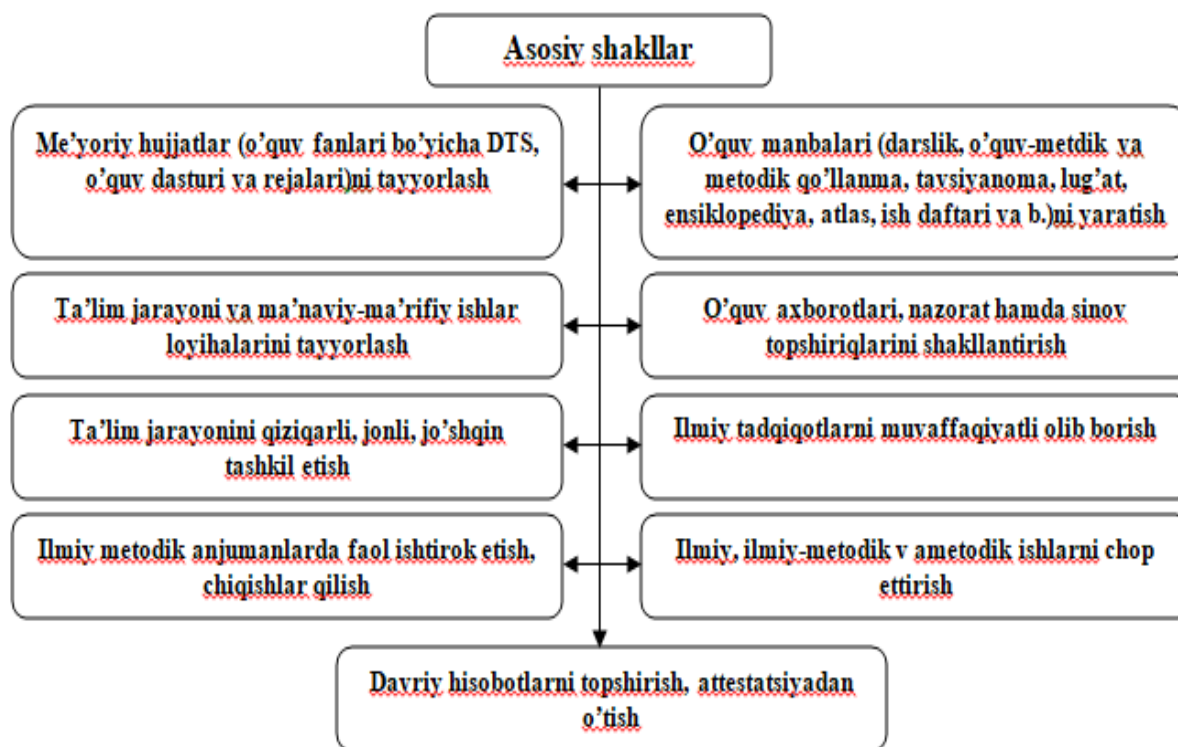 Asosiy shakllar
Me’yoriy hujjatlar (o’quv fanlari bo’yicha DTS,
o’quv dasturi va rejalari)ni tayyorlash
O’quv manbalari (darslik, o’quv-metdik va
metodik qo’llanma, tavsiyanoma, lug’at,
ensiklopediya, atlas, ish daftari va b.)ni yaratish
Ta’lim jarayoni va ma’naviy-ma’rifiy ishlar
loyihalarini tayyorlash
O’quv axborotlari, nazorat hamda sinov
topshiriqlarini shakllantirish
Ta’lim jarayonini qiziqarli, jonli, jo’shqin
tashkil etish
Ilmiy tadqiqotlarni muvaffaqiyatli olib borish
Ilmiy metodik anjumanlarda faol ishtirok etish,
chiqishlar qilish
Ilmiy, ilmiy-metodik v ametodik ishlarni chop
ettirish
Davriy hisobotlarni topshirish, attestatsiyadan
o’tish